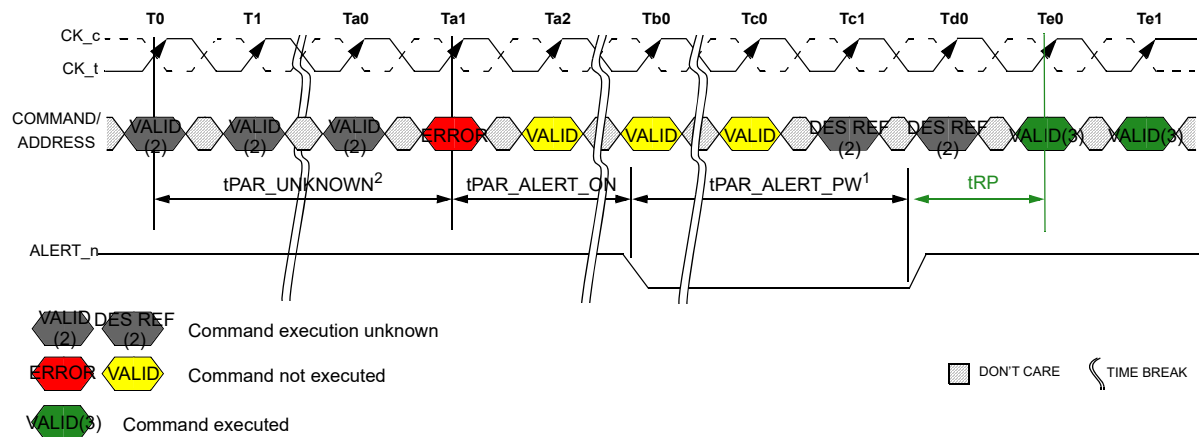 T0 T1 Ta0 Ta1 Ta2 Tb0 Tc0 Tc1 Td0 Te0 Te1
CK_c
CK_t
COMMAND/
ADDRESS
VALID (2)
VALID (2)
VALID (2)
ERROR
VALID
VALID
VALID
DES REF (2)
DES REF (2)
VALID(3)
VALID(3)
tPAR_UNKNOWN2 tPAR_ALERT_ON tPAR_ALERT_PW1 tRP
ALERT_n
VALID (2) DES REF (2) Command execution unknown
ERROR VALID Command not executed
DON'T CARE TIME BREAK
VALID(3) Command executed